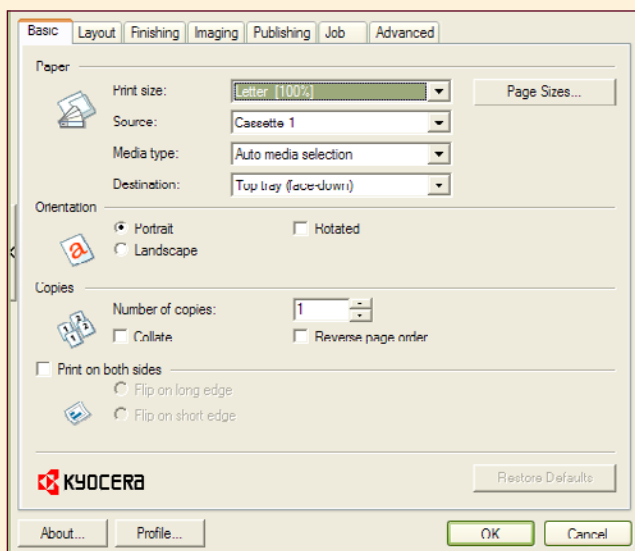 Basic Layout Finishing Imaging Publishing Job Advanced
Paper
Print size: Letter [100%] Page Sizes...
Source: Cassette 1
Media type: Auto media selection
Destination: Top tray (face-down)
Orientation
Portrait Rotated
Landscape
Copies
Number of copies: 1
Collate Reverse page order
Print on both sides
Flip on long edge
Flip on short edge
KYOCERA Restore Defaults
About... Profile... OK Cancel